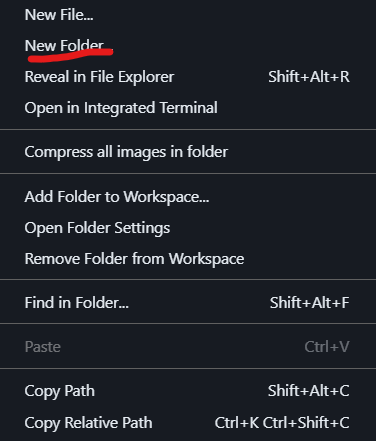 New File...
New Folder...
Reveal in File Explorer Shift+Alt+R
Open in Integrated Terminal
Compress all images in folder
Add Folder to Workspace...
Open Folder Settings
Remove Folder from Workspace
Find in Folder... Shift+Alt+F
Paste Ctrl+V
Copy Path Shift+Alt+C
Copy Relative Path Ctrl+K Ctrl+Shift+C